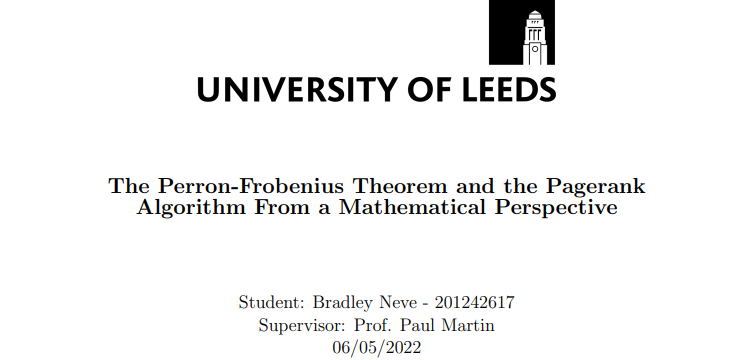 UNIVERSITY OF LEEDS
The Perron-Frobenius Theorem and the Pagerank
Algorithm From a Mathematical Perspective
Student: Bradley Neve - 201242617
Supervisor: Prof. Paul Martin
06/05/2022